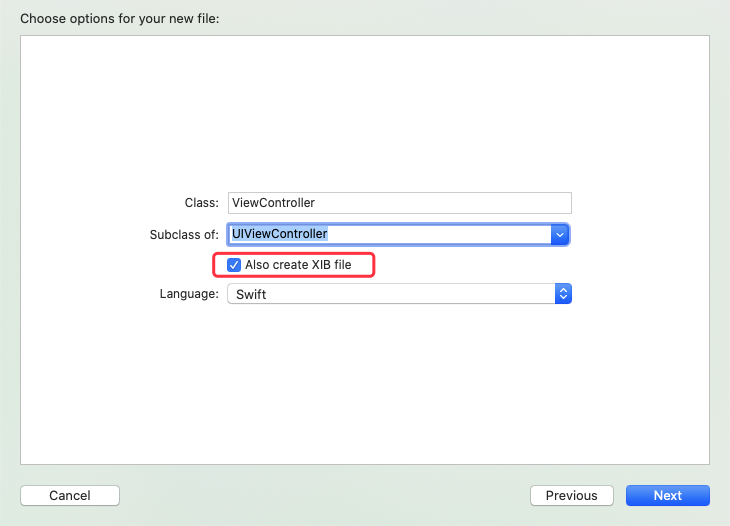 Choose options for your new file:
Class: ViewController
Subclass of: UIViewController
Also create XIB file
Language: Swift
Cancel Previous Next